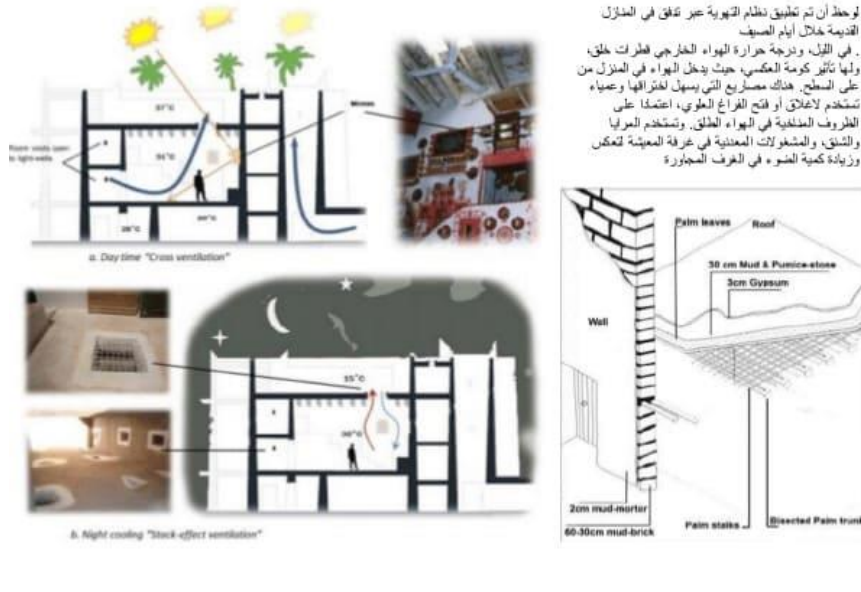 لوحظ أن تم تطبيق نظام التهوية عبر تدفق في المنازل
القديمة خلال أيام الصيف
. في الليل، ودرجة حرارة الهواء الخارجي قطرات خلق،
ولها تأثير كومة العكسي، حيث يدخل الهواء في المنزل من
على السطح. هناك مصاريع التي يسهل اختراقها وعمياء
تستخدم لاغلاق أو فتح الفراغ العلوي، اعتمادا على
الظروف المناخية في الهواء الطلق. وتستخدم المرايا
والشنق، والمشغولات المعدنية في غرفة المعيشة لتعكس
وزيادة كمية الضوء في الغرف المجاورة
37°C
a. Day time "Cross ventilation"
Palm leaves
Roof
30 cm Mud & Pumice-stone
3cm Gypsum
Wall
2cm mud-morter
60-30cm mud-brick
Palm stalks
Bisected Palm trunk
b. Night cooling "Stack-effect ventilation"